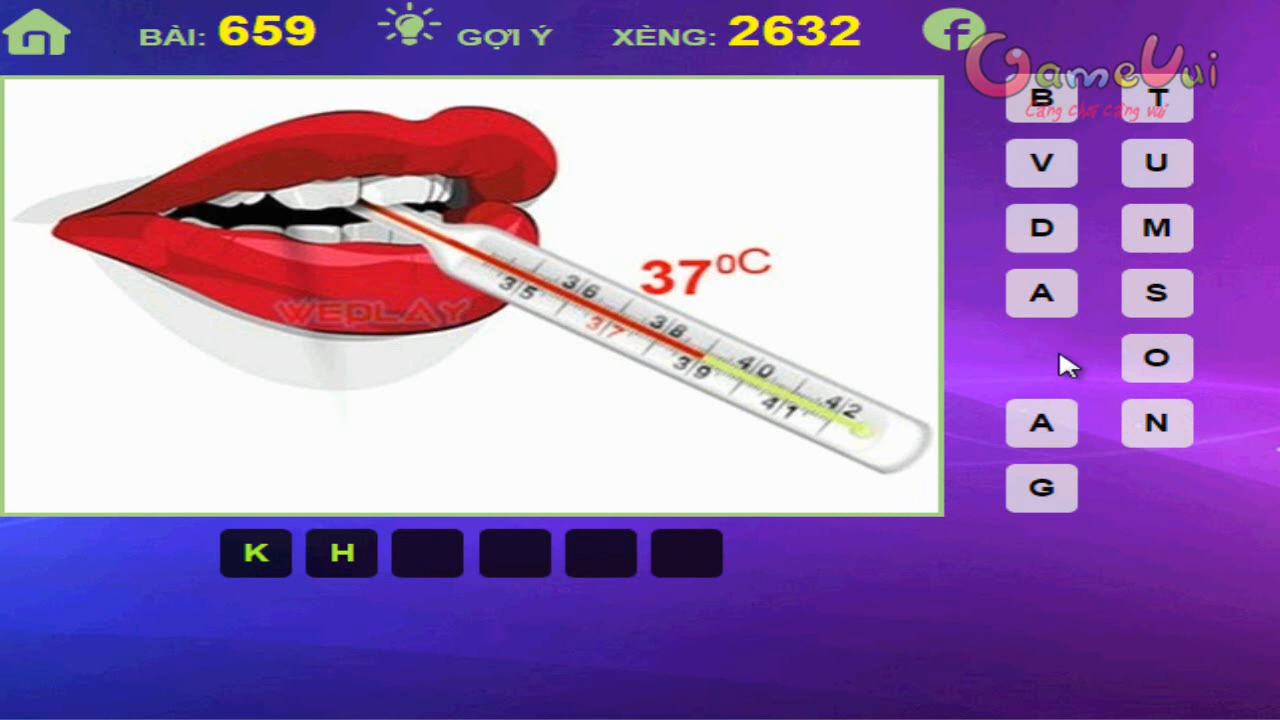 BÀI: 659 GỢI Ý XÈNG: 2632 f
GameVui
Càng chơi càng vui
B T
V U
D M
A S
O
A N
G
37ºC
WEPLAY
35 36 37 38 39 40 41 42
K H